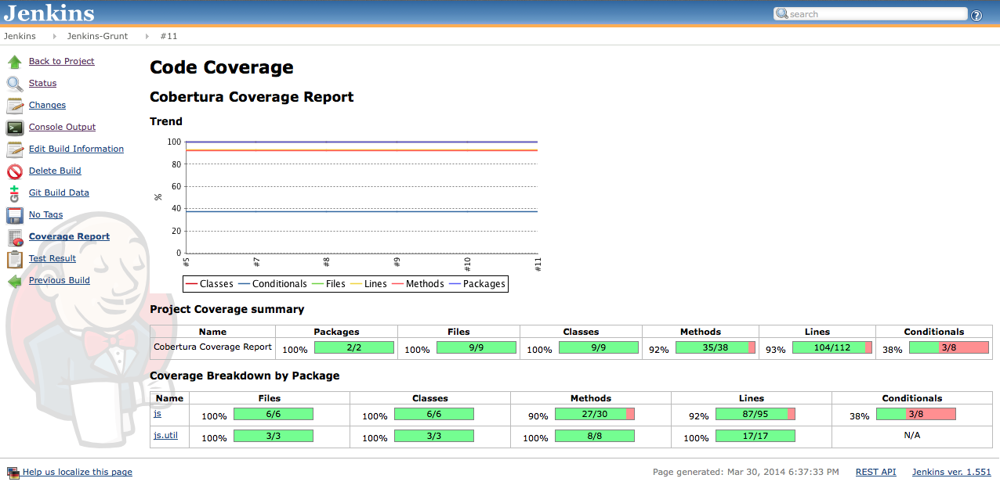 Jenkins
search
?
Jenkins Jenkins-Grunt #11
Back to Project
Status
Changes
Console Output
Edit Build Information
Delete Build
Git Build Data
No Tags
Coverage Report
Test Result
Previous Build
Code Coverage
Cobertura Coverage Report
Trend
100
80
60
40
20
0
%
#5 #7 #8 #9 #10 #11
Classes Conditionals Files Lines Methods Packages
Project Coverage summary
Name Packages Files Classes Methods Lines Conditionals
Cobertura Coverage Report 100% 2/2 100% 9/9 100% 9/9 92% 35/38 93% 104/112 38% 3/8
Coverage Breakdown by Package
Name Files Classes Methods Lines Conditionals
js 100% 6/6 100% 6/6 90% 27/30 92% 87/95 38% 3/8
js.util 100% 3/3 100% 3/3 100% 8/8 100% 17/17 N/A
Help us localize this page Page generated: Mar 30, 2014 6:37:33 PM REST API Jenkins ver. 1.551